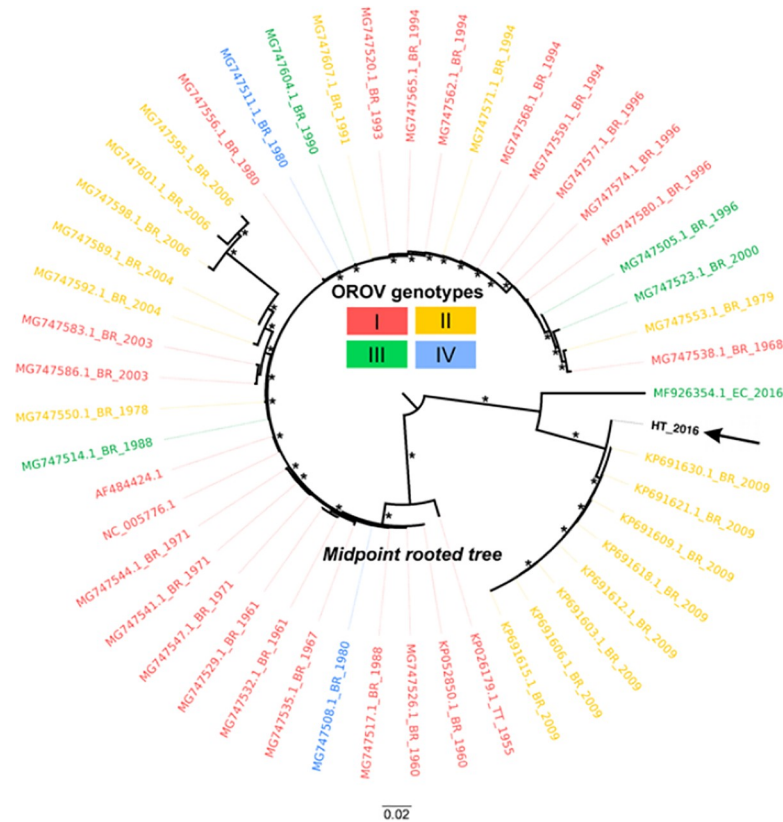 MG747556.1_BR_1980
MG747511.1_BR_1980
MG747604.1_BR_1990
MG747607.1_BR_1991
MG747520.1_BR_1993
MG747565.1_BR_1994
MG747562.1_BR_1994
MG747571.1_BR_1994
MG747568.1_BR_1994
MG747559.1_BR_1994
MG747577.1_BR_1996
MG747574.1_BR_1996
MG747580.1_BR_1996
MG747505.1_BR_1996
MG747523.1_BR_2000
MG747553.1_BR_1979
MG747538.1_BR_1968
MF926354.1_EC_2016
HT_2016
KP691630.1_BR_2009
KP691621.1_BR_2009
KP691609.1_BR_2009
KP691618.1_BR_2009
KP691612.1_BR_2009
KP691603.1_BR_2009
KP691606.1_BR_2009
KP691615.1_BR_2009
KP026179.1_TT_1955
KP052850.1_BR_1960
MG747526.1_BR_1960
MG747517.1_BR_1988
MG747508.1_BR_1980
MG747535.1_BR_1967
MG747532.1_BR_1961
MG747529.1_BR_1961
MG747547.1_BR_1971
MG747541.1_BR_1971
MG747544.1_BR_1971
NC_005776.1
AF484424.1
MG747514.1_BR_1988
MG747550.1_BR_1978
MG747586.1_BR_2003
MG747583.1_BR_2003
MG747592.1_BR_2004
MG747589.1_BR_2004
MG747598.1_BR_2006
MG747601.1_BR_2006
MG747595.1_BR_2006
OROV genotypes
I II
III IV
Midpoint rooted tree
0.02